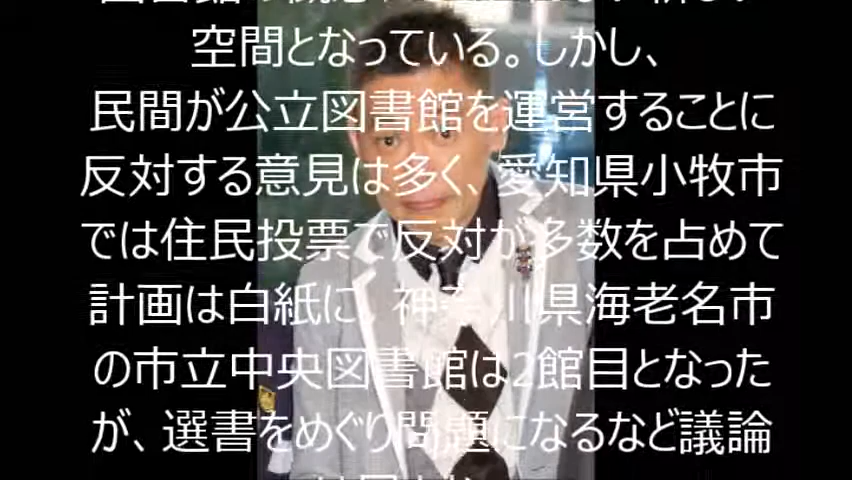 空間となっている。しかし、
民間が公立図書館を運営することに
反対する意見は多く、愛知県小牧市
では住民投票で反対が多数を占めて
計画は白紙に。神奈川県海老名市
の市立中央図書館は2館目となった
が、選書をめぐり問題になるなど議論